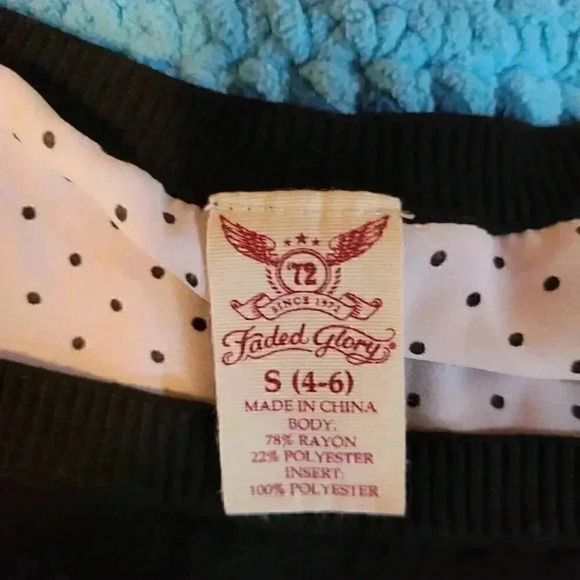 '72
SINCE 1972
Faded Glory®
S (4-6)
MADE IN CHINA
BODY:
78% RAYON
22% POLYESTER
INSERT:
100% POLYESTER